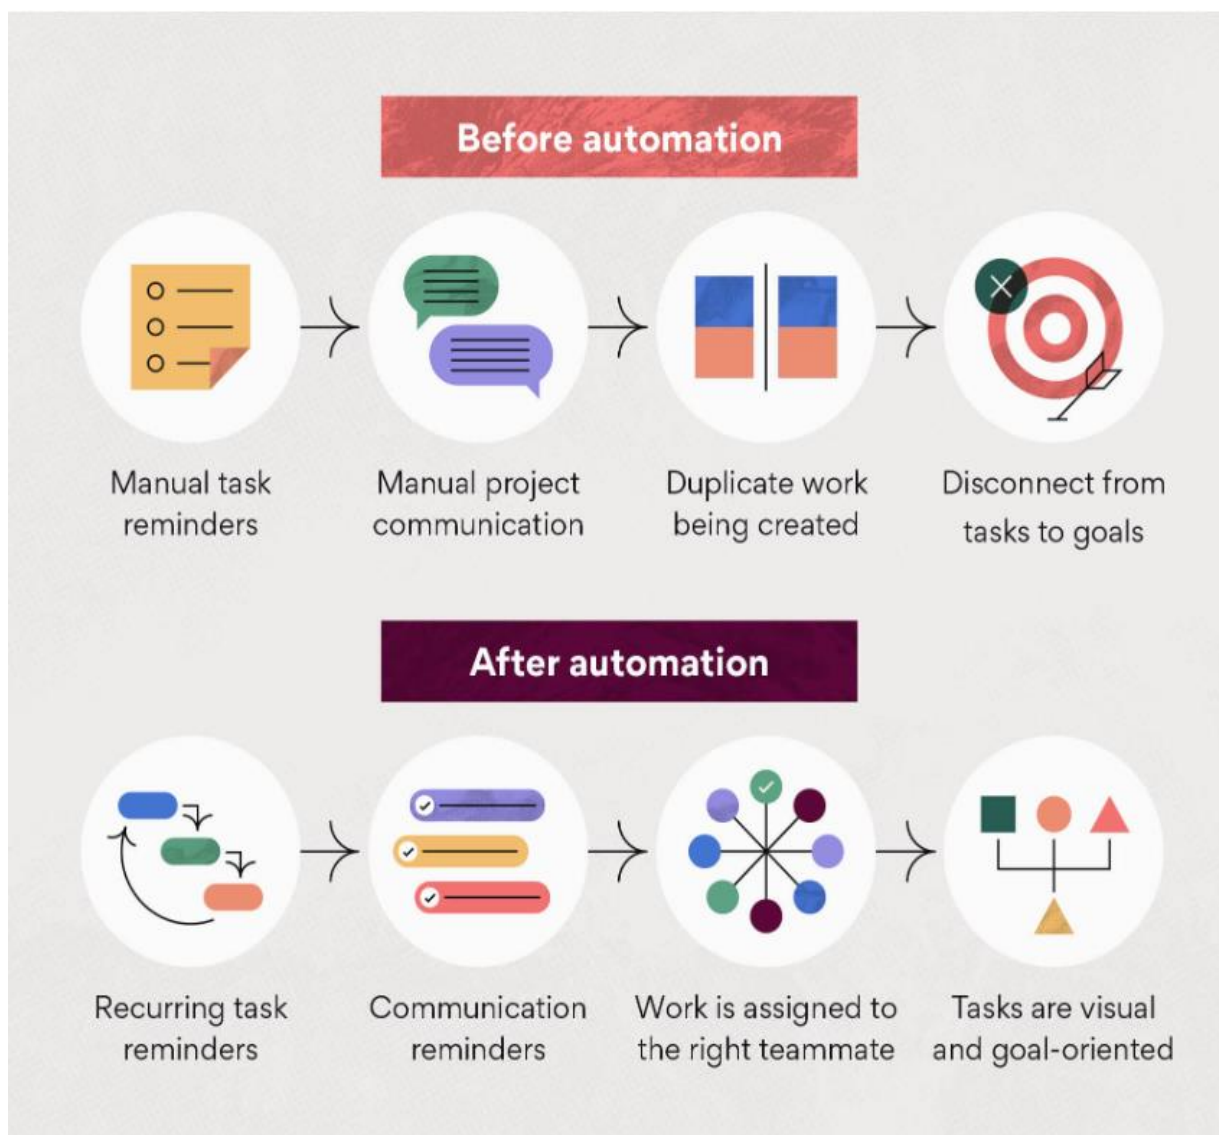 Before automation
Manual task
reminders
Manual project
communication
Duplicate work
being created
Disconnect from
tasks to goals
After automation
Recurring task
reminders
Communication
reminders
Work is assigned to
the right teammate
Tasks are visual
and goal-oriented